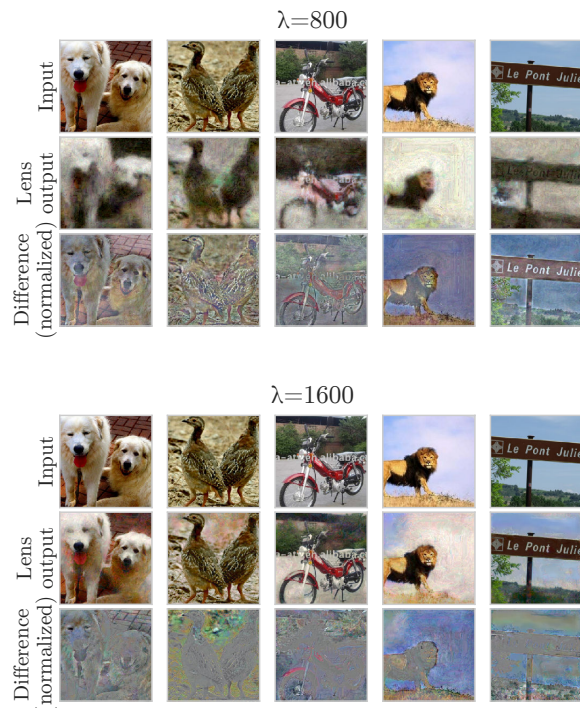 λ=800
Input
Le Pont Julie
Lens
output
Difference
(normalized)
Le Pont Julie
λ=1600
Input
Le Pont Julie
Lens
output
Le Pont Julie
Difference
(normalized)